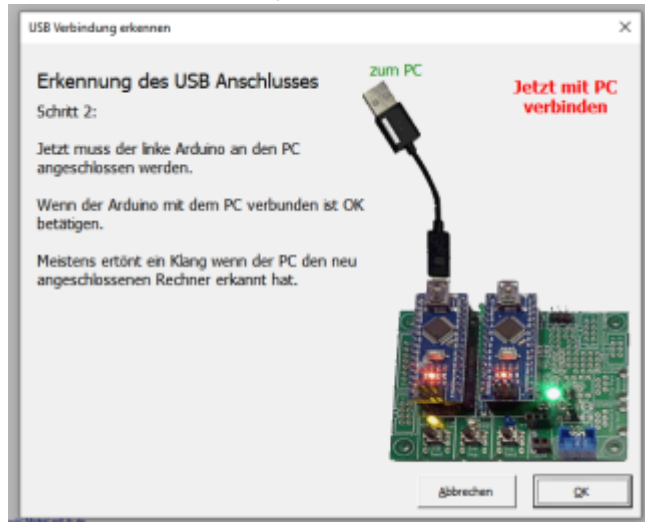 USB Verbindung erkennen
Erkennung des USB Anschlusses
zum PC
Jetzt mit PC
verbinden
Schritt 2:
Jetzt muss der linke Arduino an den PC
angeschlossen werden.
Wenn der Arduino mit dem PC verbunden ist OK
betätigen.
Meistens ertönt ein Klang wenn der PC den neu
angeschlossenen Rechner erkannt hat.
Abbrechen
OK